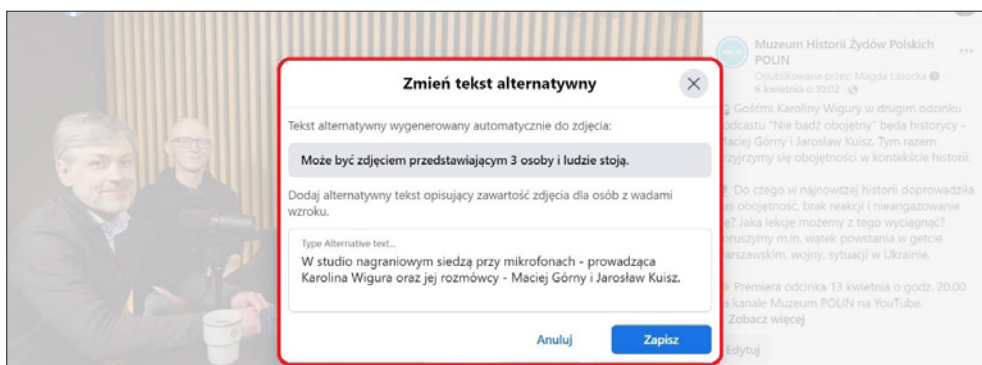 Zmień tekst alternatywny
Tekst alternatywny wygenerowany automatycznie do zdjęcia:
Może być zdjęciem przedstawiającym 3 osoby i ludzie stoją.
Dodaj alternatywny tekst opisujący zawartość zdjęcia dla osób z wadami
wzroku.
Type Alternative text...
W studio nagraniowym siedzą przy mikrofonach - prowadząca
Karolina Wigura oraz jej rozmówcy - Maciej Górny i Jarosław Kuisz.
Anuluj
Zapisz
Muzeum Historii Żydów Polskich
POLIN
Opublikowane przez: Magda Lasocka
6 kwietnia o 10:02
Gośćmi Karoliny Wigury w drugim odcinku
odcastu "Nie bądź obojętny" będą historycy -
aciej Górny i Jarosław Kuisz. Tym razem
rzyjrzymy się obojętności w kontekście historii.
Do czego w najnowszej historii doprowadziła
as obojętność, brak reakcji i nieangażowanie
ę? Jaką lekcję możemy z tego wyciągnąć?
oruszymy m.in. wątek powstania w getcie
arszawskim, wojny, sytuacji w Ukrainie.
Premiera odcinka 13 kwietnia o godz. 20.00
a kanale Muzeum POLIN na YouTube.
Zobacz więcej
Edytuj